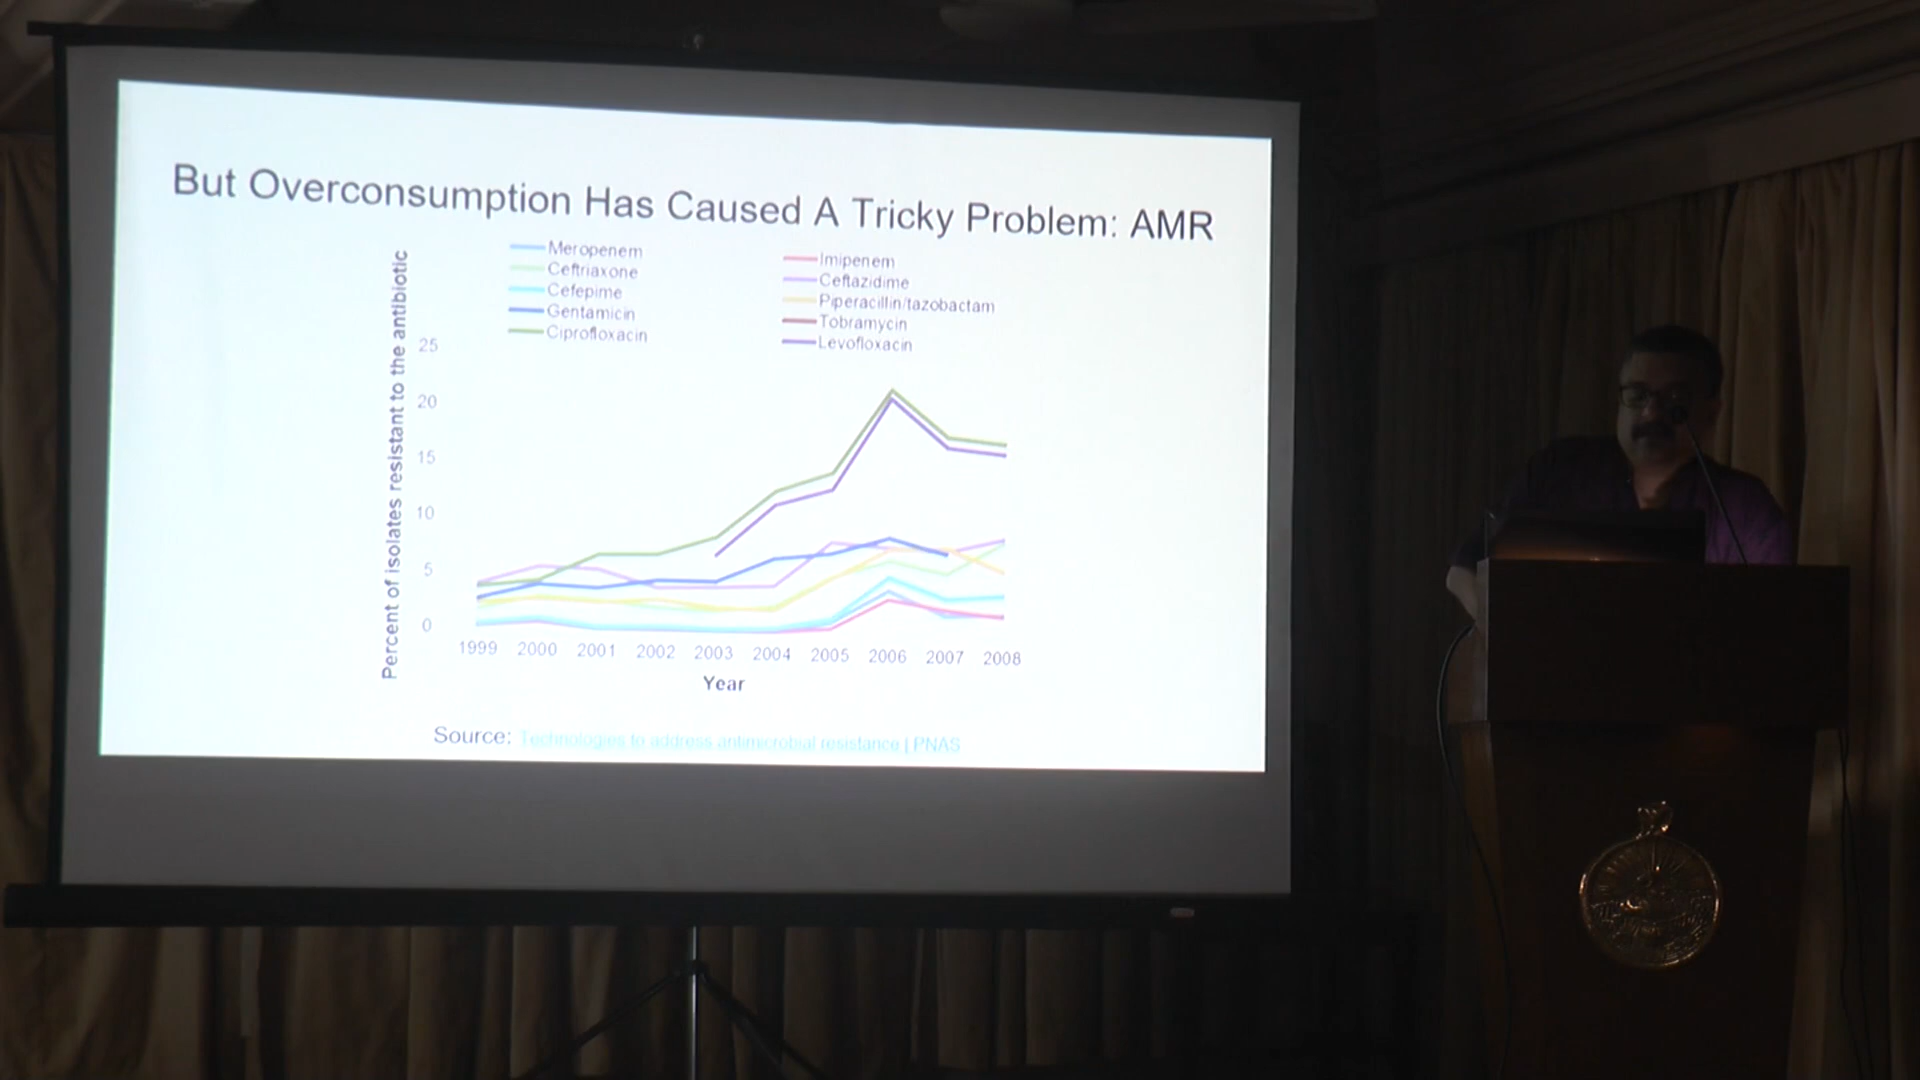 But Overconsumption Has Caused A Tricky Problem: AMR
Meropenem
Ceftriaxone
Cefepime
Gentamicin
Ciprofloxacin
Imipenem
Ceftazidime
Piperacillin/tazobactam
Tobramycin
Levofloxacin
Percent of isolates resistant to the antibiotic
25
20
15
10
5
0
1999 2000 2001 2002 2003 2004 2005 2006 2007 2008
Year
Source: Technologies to address antimicrobial resistance | PNAS